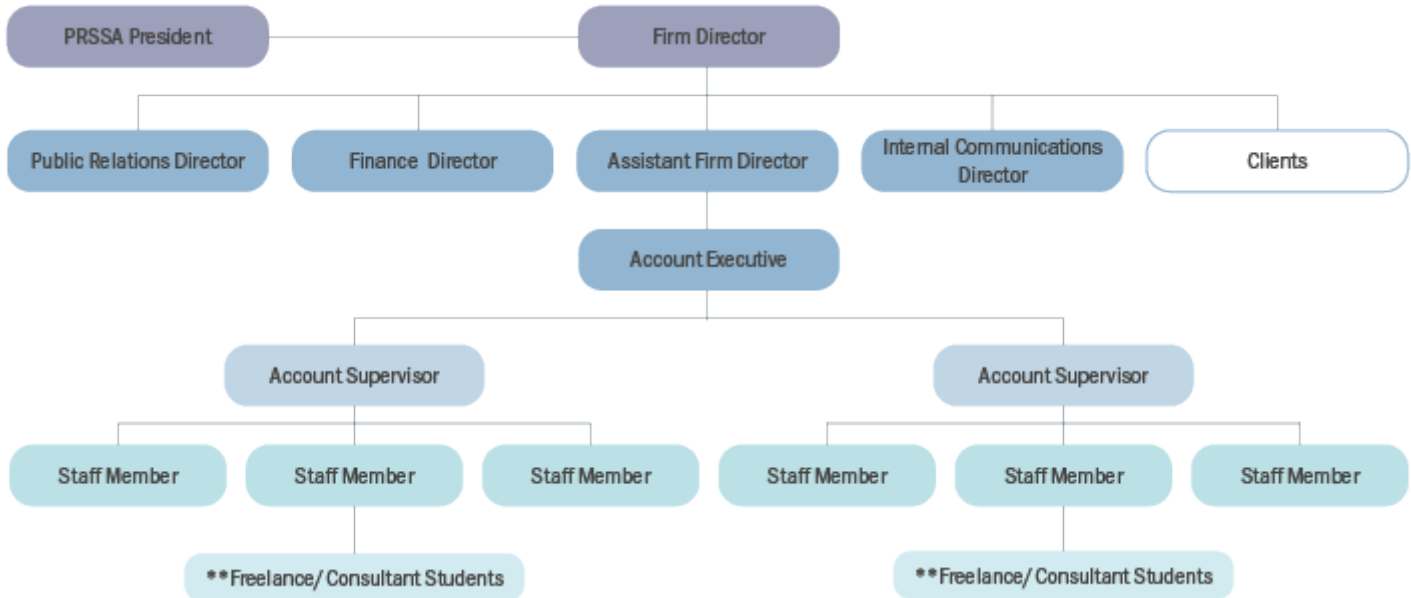 PRSSA President
Firm Director
Public Relations Director
Finance Director
Assistant Firm Director
Internal Communications
Director
Clients
Account Executive
Account Supervisor
Account Supervisor
Staff Member
Staff Member
Staff Member
Staff Member
Staff Member
Staff Member
**Freelance/ Consultant Students
**Freelance/ Consultant Students